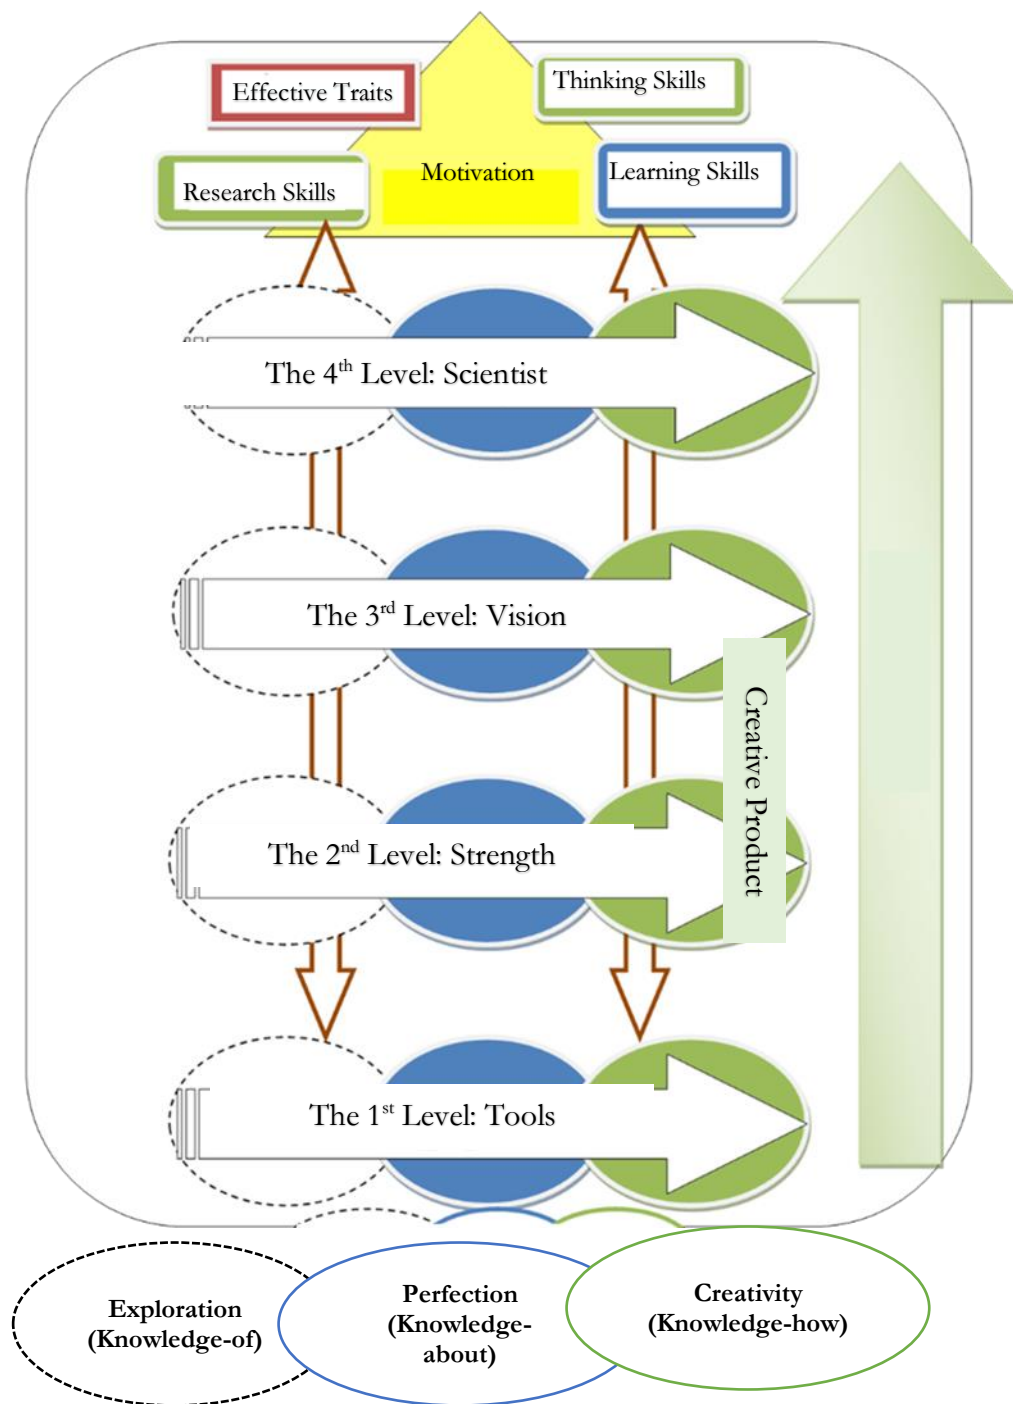 Effective Traits
Thinking Skills
Motivation
Learning Skills
Research Skills
The 4th Level: Scientist
The 3rd Level: Vision
Creative Product
The 2nd Level: Strength
The 1st Level: Tools
Exploration
(Knowledge-of)
Perfection
(Knowledge-
about)
Creativity
(Knowledge-how)